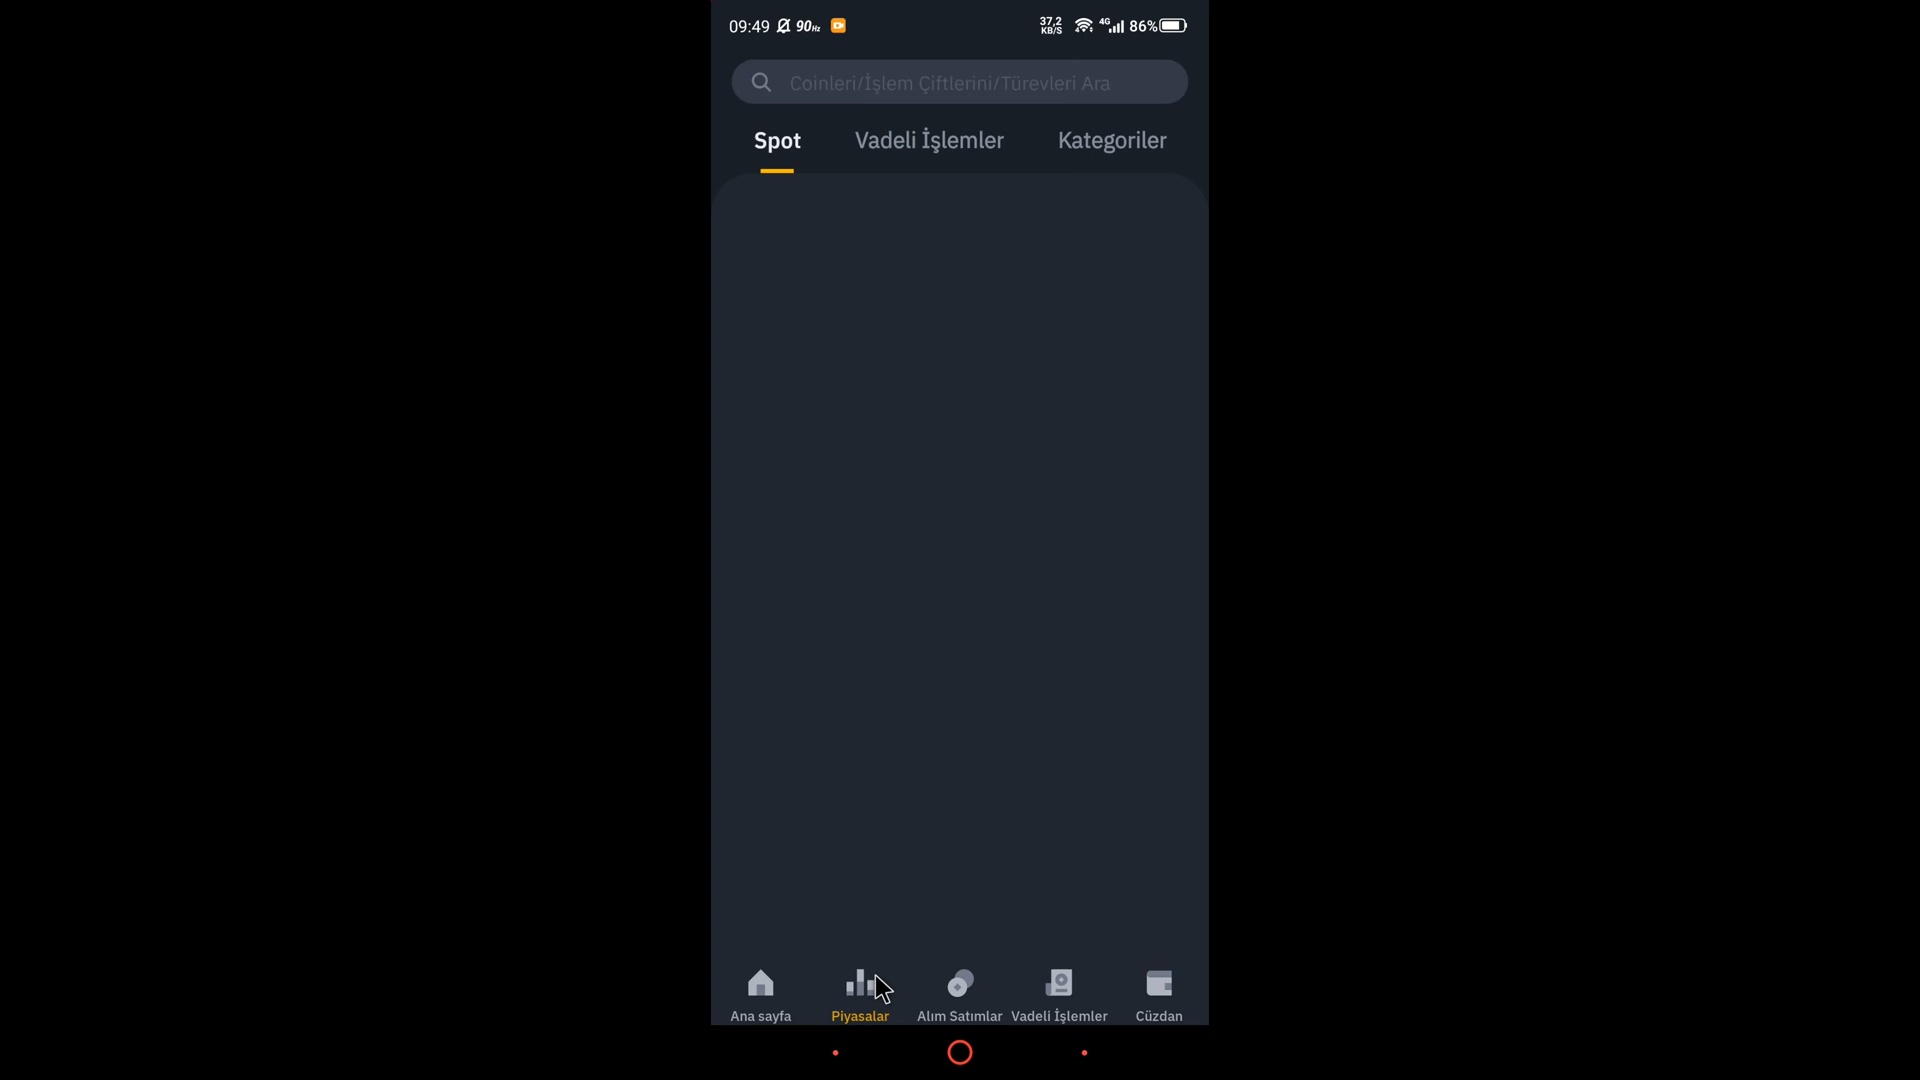 09:49 90Hz 37,2 KB/S 4G 86%
Coinleri/İşlem Çiftlerini/Türevleri Ara
Spot Vadeli İşlemler Kategoriler
Ana sayfa Piyasalar Alım Satımlar Vadeli İşlemler Cüzdan